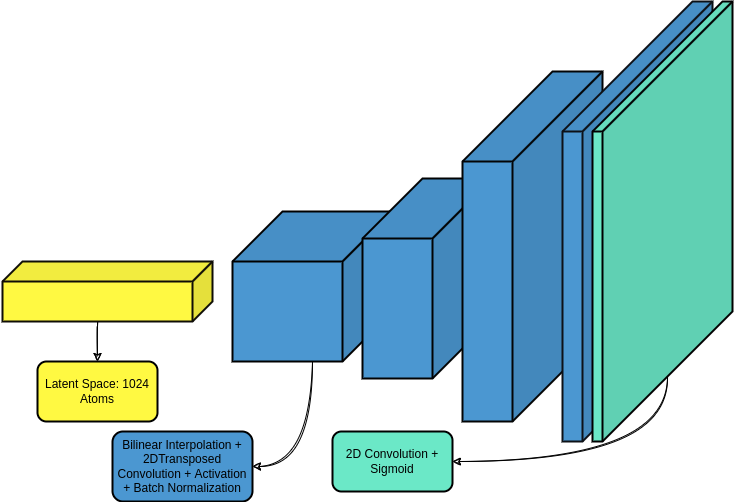 Latent Space: 1024
Atoms
Bilinear Interpolation +
2DTransposed
Convolution + Activation
+ Batch Normalization
2D Convolution +
Sigmoid